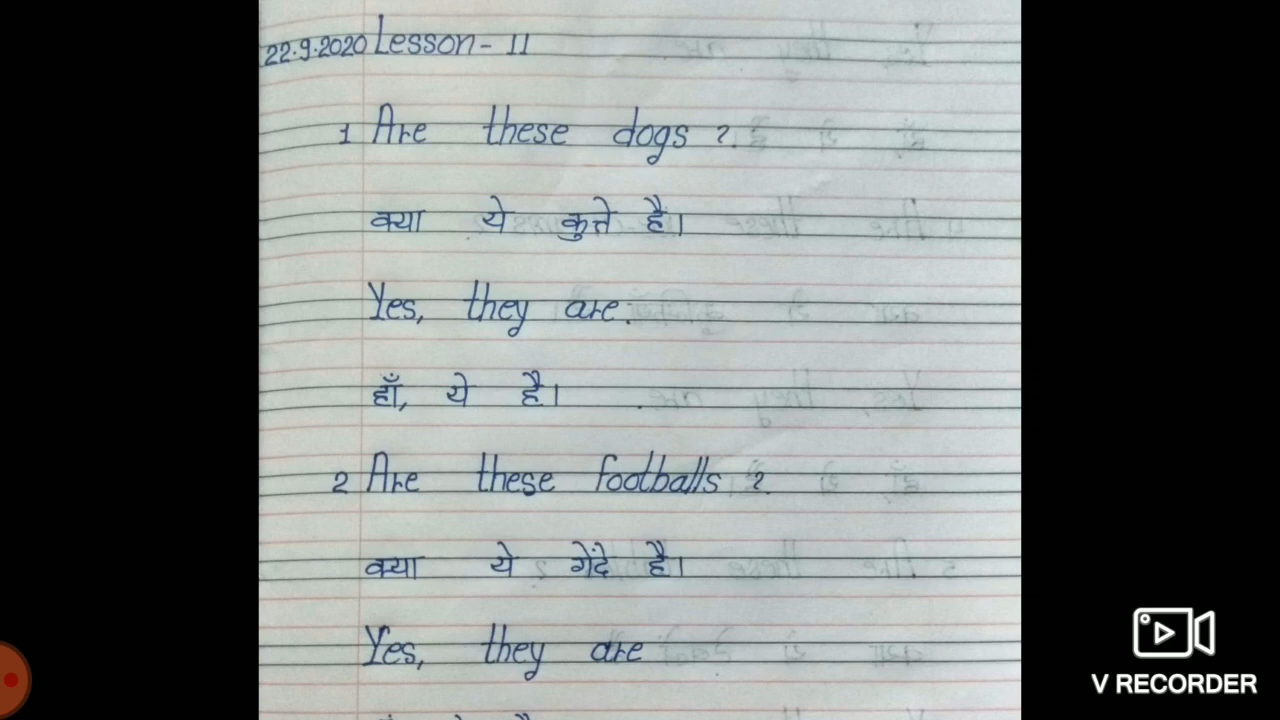 22.9.2020 Lesson - 11
1 Are these dogs ?
क्या ये कुत्ते है।
Yes, they are.
हाँ, ये है।
2 Are these footballs ?
क्या ये गेंदे है।
Yes, they are
V RECORDER